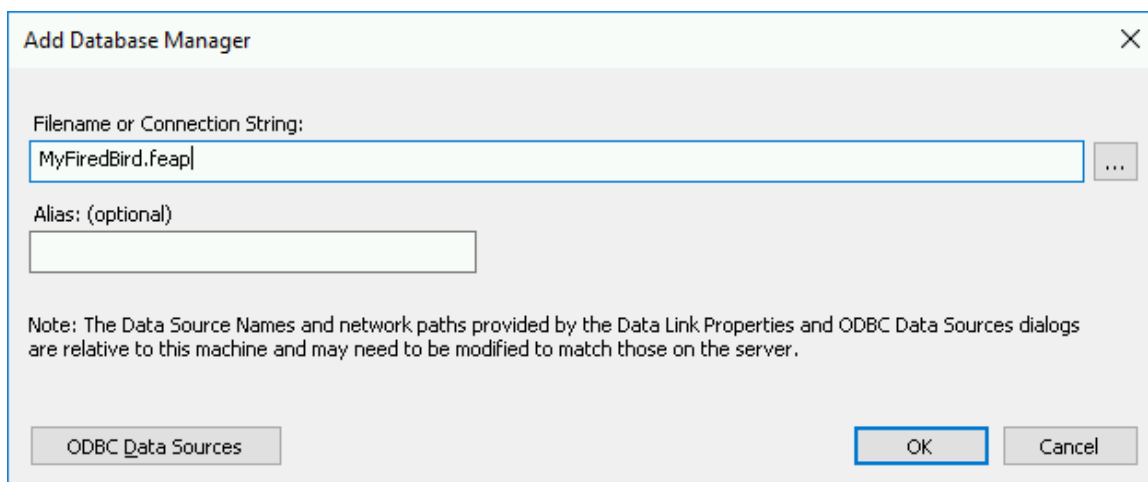 Add Database Manager
Filename or Connection String:
MyFiredBird.feap
...
Alias: (optional)
Note: The Data Source Names and network paths provided by the Data Link Properties and ODBC Data Sources dialogs
are relative to this machine and may need to be modified to match those on the server.
ODBC Data Sources
OK
Cancel